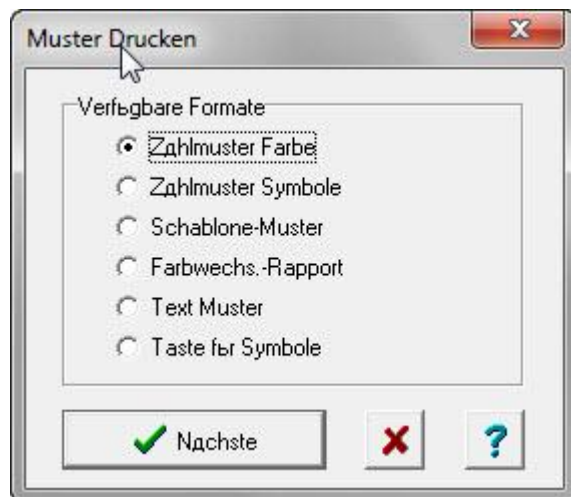 Muster Drucken
Verfьgbare Formate
Zдhlmuster Farbe
Zдhlmuster Symbole
Schablone-Muster
Farbwechs.-Rapport
Text Muster
Taste fьr Symbole
Nдchste